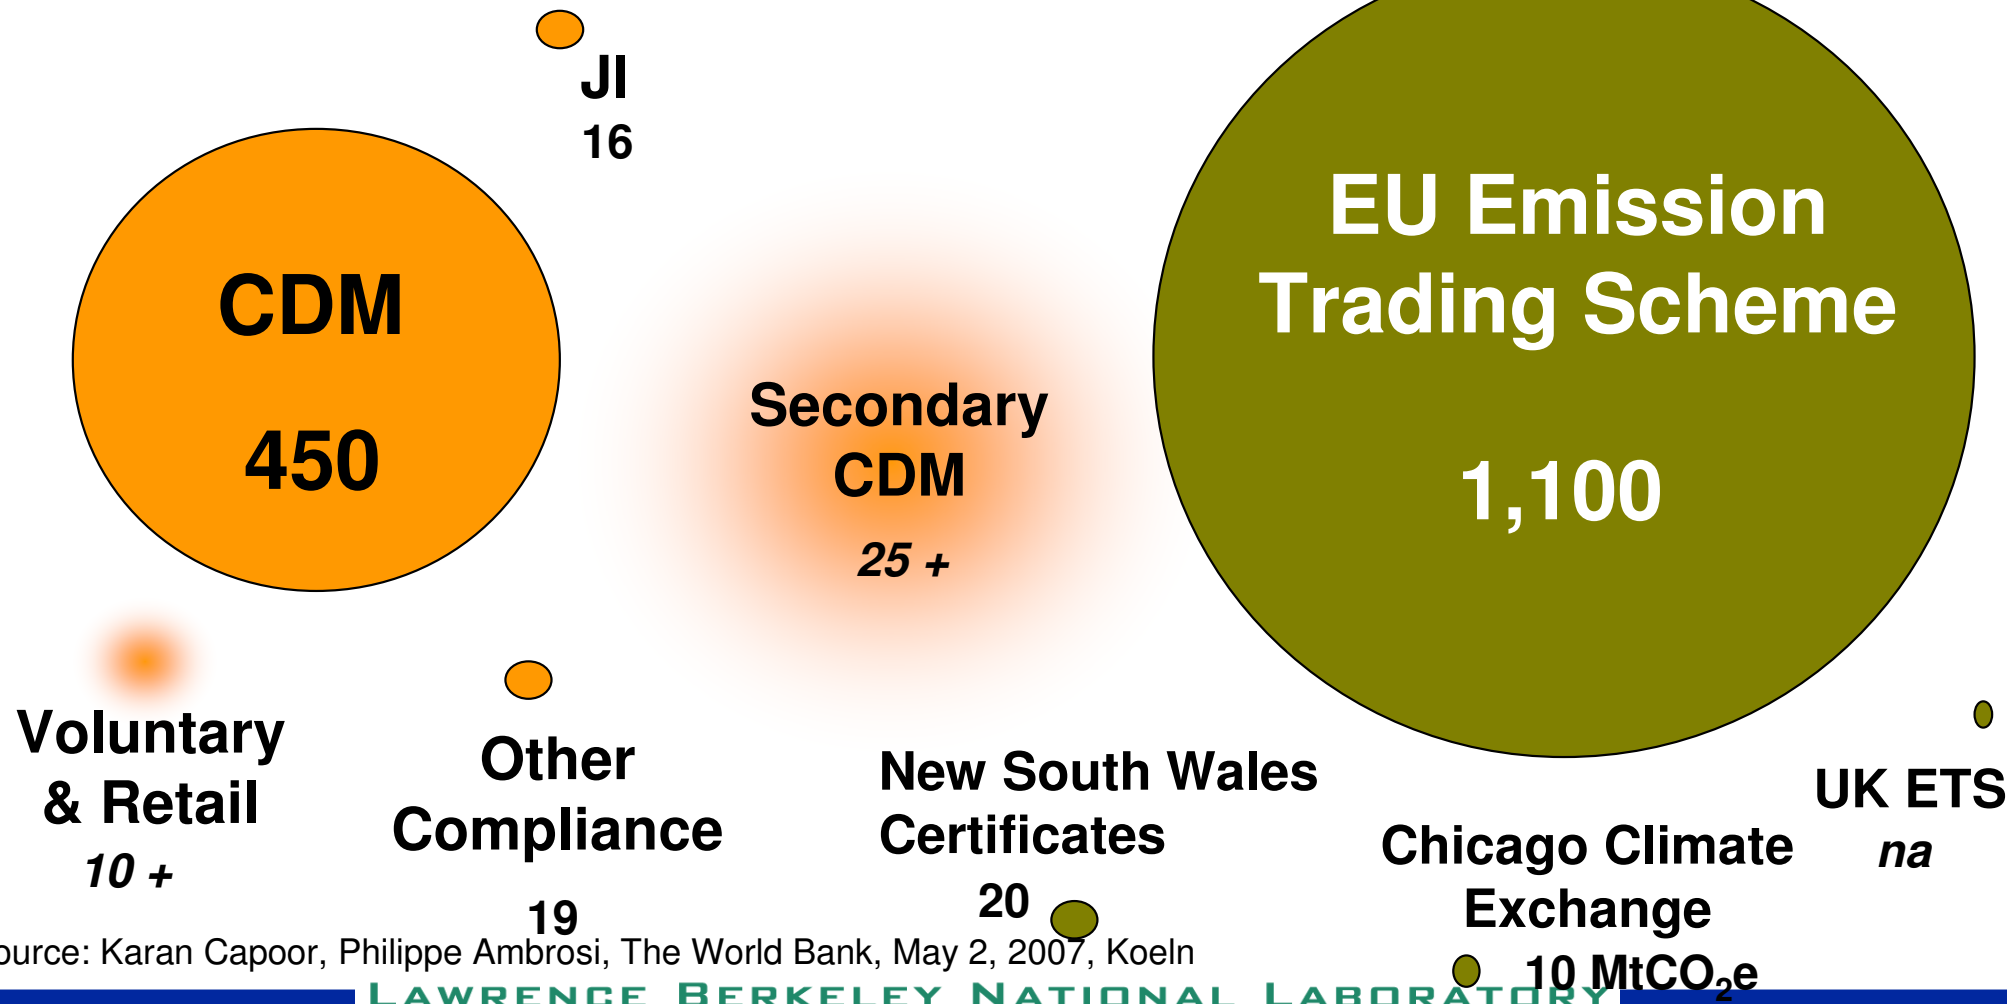 JI
16
EU Emission
Trading Scheme
1,100
CDM
450
Secondary
CDM
25 +
Voluntary
& Retail
10 +
Other
Compliance
19
New South Wales
Certificates
20
Chicago Climate
Exchange
10 MtCO₂e
UK ETS
na
ource: Karan Capoor, Philippe Ambrosi, The World Bank, May 2, 2007, Koeln
LAWRENCE BERKELEY NATIONAL LABORATORY